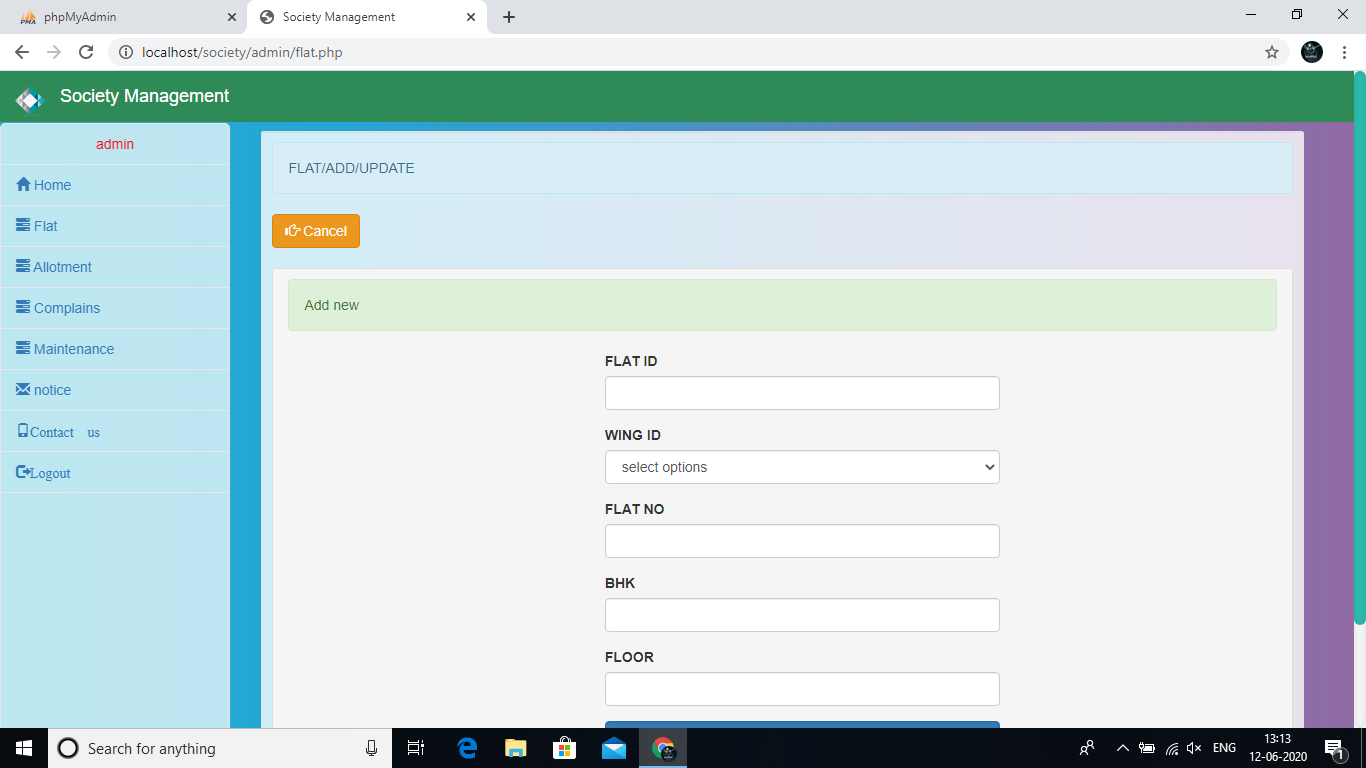 phpMyAdmin
Society Management
localhost/society/admin/flat.php
Society Management
admin
Home
Flat
Allotment
Complains
Maintenance
notice
Contact us
Logout
FLAT/ADD/UPDATE
Cancel
Add new
FLAT ID
WING ID
select options
FLAT NO
BHK
FLOOR
Search for anything
ENG
13:13
12-06-2020
1